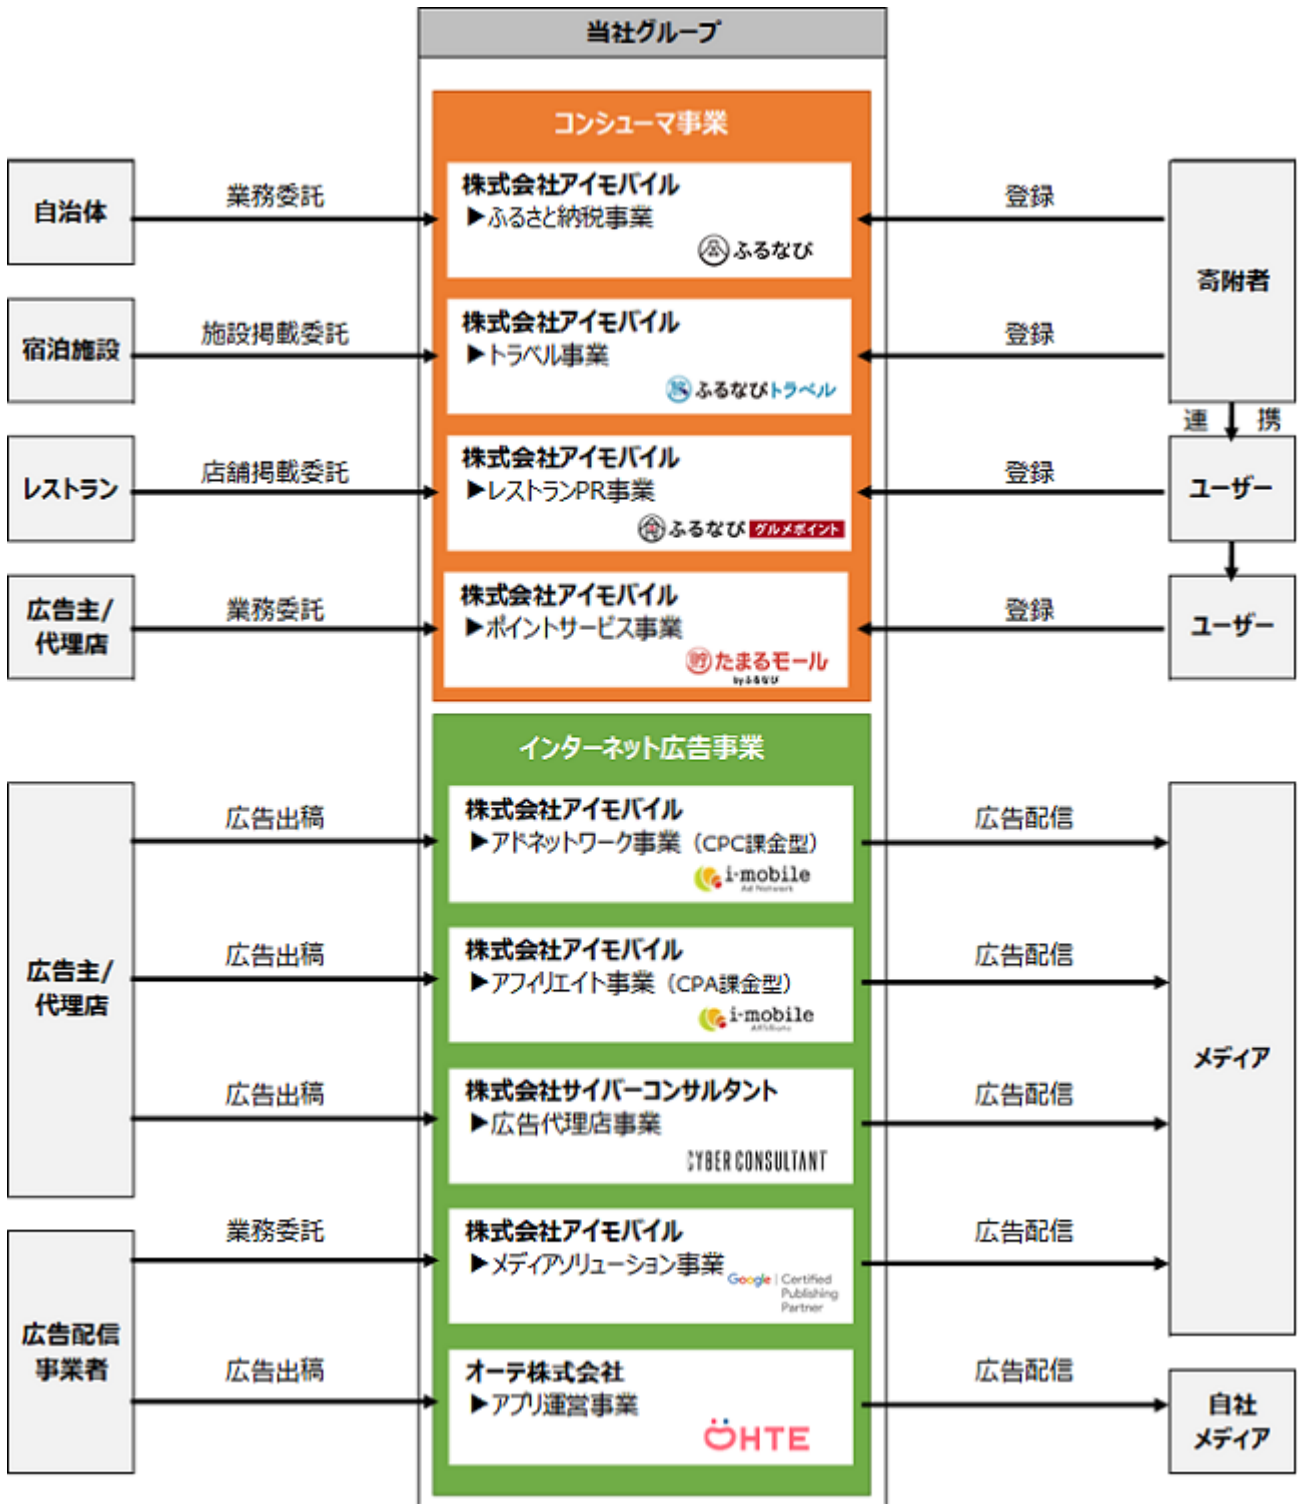 当社グループ
コンシューマ事業
自治体
業務委託
株式会社アイモバイル
▶ふるさと納税事業
ふるなび
登録
寄附者
宿泊施設
施設掲載委託
株式会社アイモバイル
▶トラベル事業
ふるなびトラベル
登録
連携
レストラン
店舗掲載委託
株式会社アイモバイル
▶レストランPR事業
ふるなび グルメポイント
登録
ユーザー
広告主/
代理店
業務委託
株式会社アイモバイル
▶ポイントサービス事業
貯 たまるモール
byふるなび
登録
ユーザー
インターネット広告事業
広告主/
代理店
広告出稿
株式会社アイモバイル
▶アドネットワーク事業（CPC課金型）
i-mobile
Ad Network
広告配信
メディア
広告出稿
株式会社アイモバイル
▶アフィリエイト事業（CPA課金型）
i-mobile
Affiliate
広告配信
広告出稿
株式会社サイバーコンサルタント
▶広告代理店事業
CYBER CONSULTANT
広告配信
広告配信
事業者
業務委託
株式会社アイモバイル
▶メディアソリューション事業
Google | Certified
Publishing
Partner
広告配信
広告出稿
オーテ株式会社
▶アプリ運営事業
OHTE
広告配信
自社
メディア